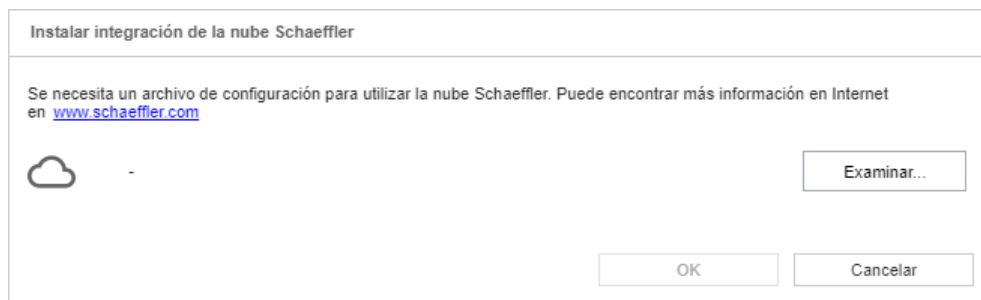 Instalar integración de la nube Schaeffler
Se necesita un archivo de configuración para utilizar la nube Schaeffler. Puede encontrar más información en Internet
en www.schaeffler.com
-
Examinar...
OK
Cancelar